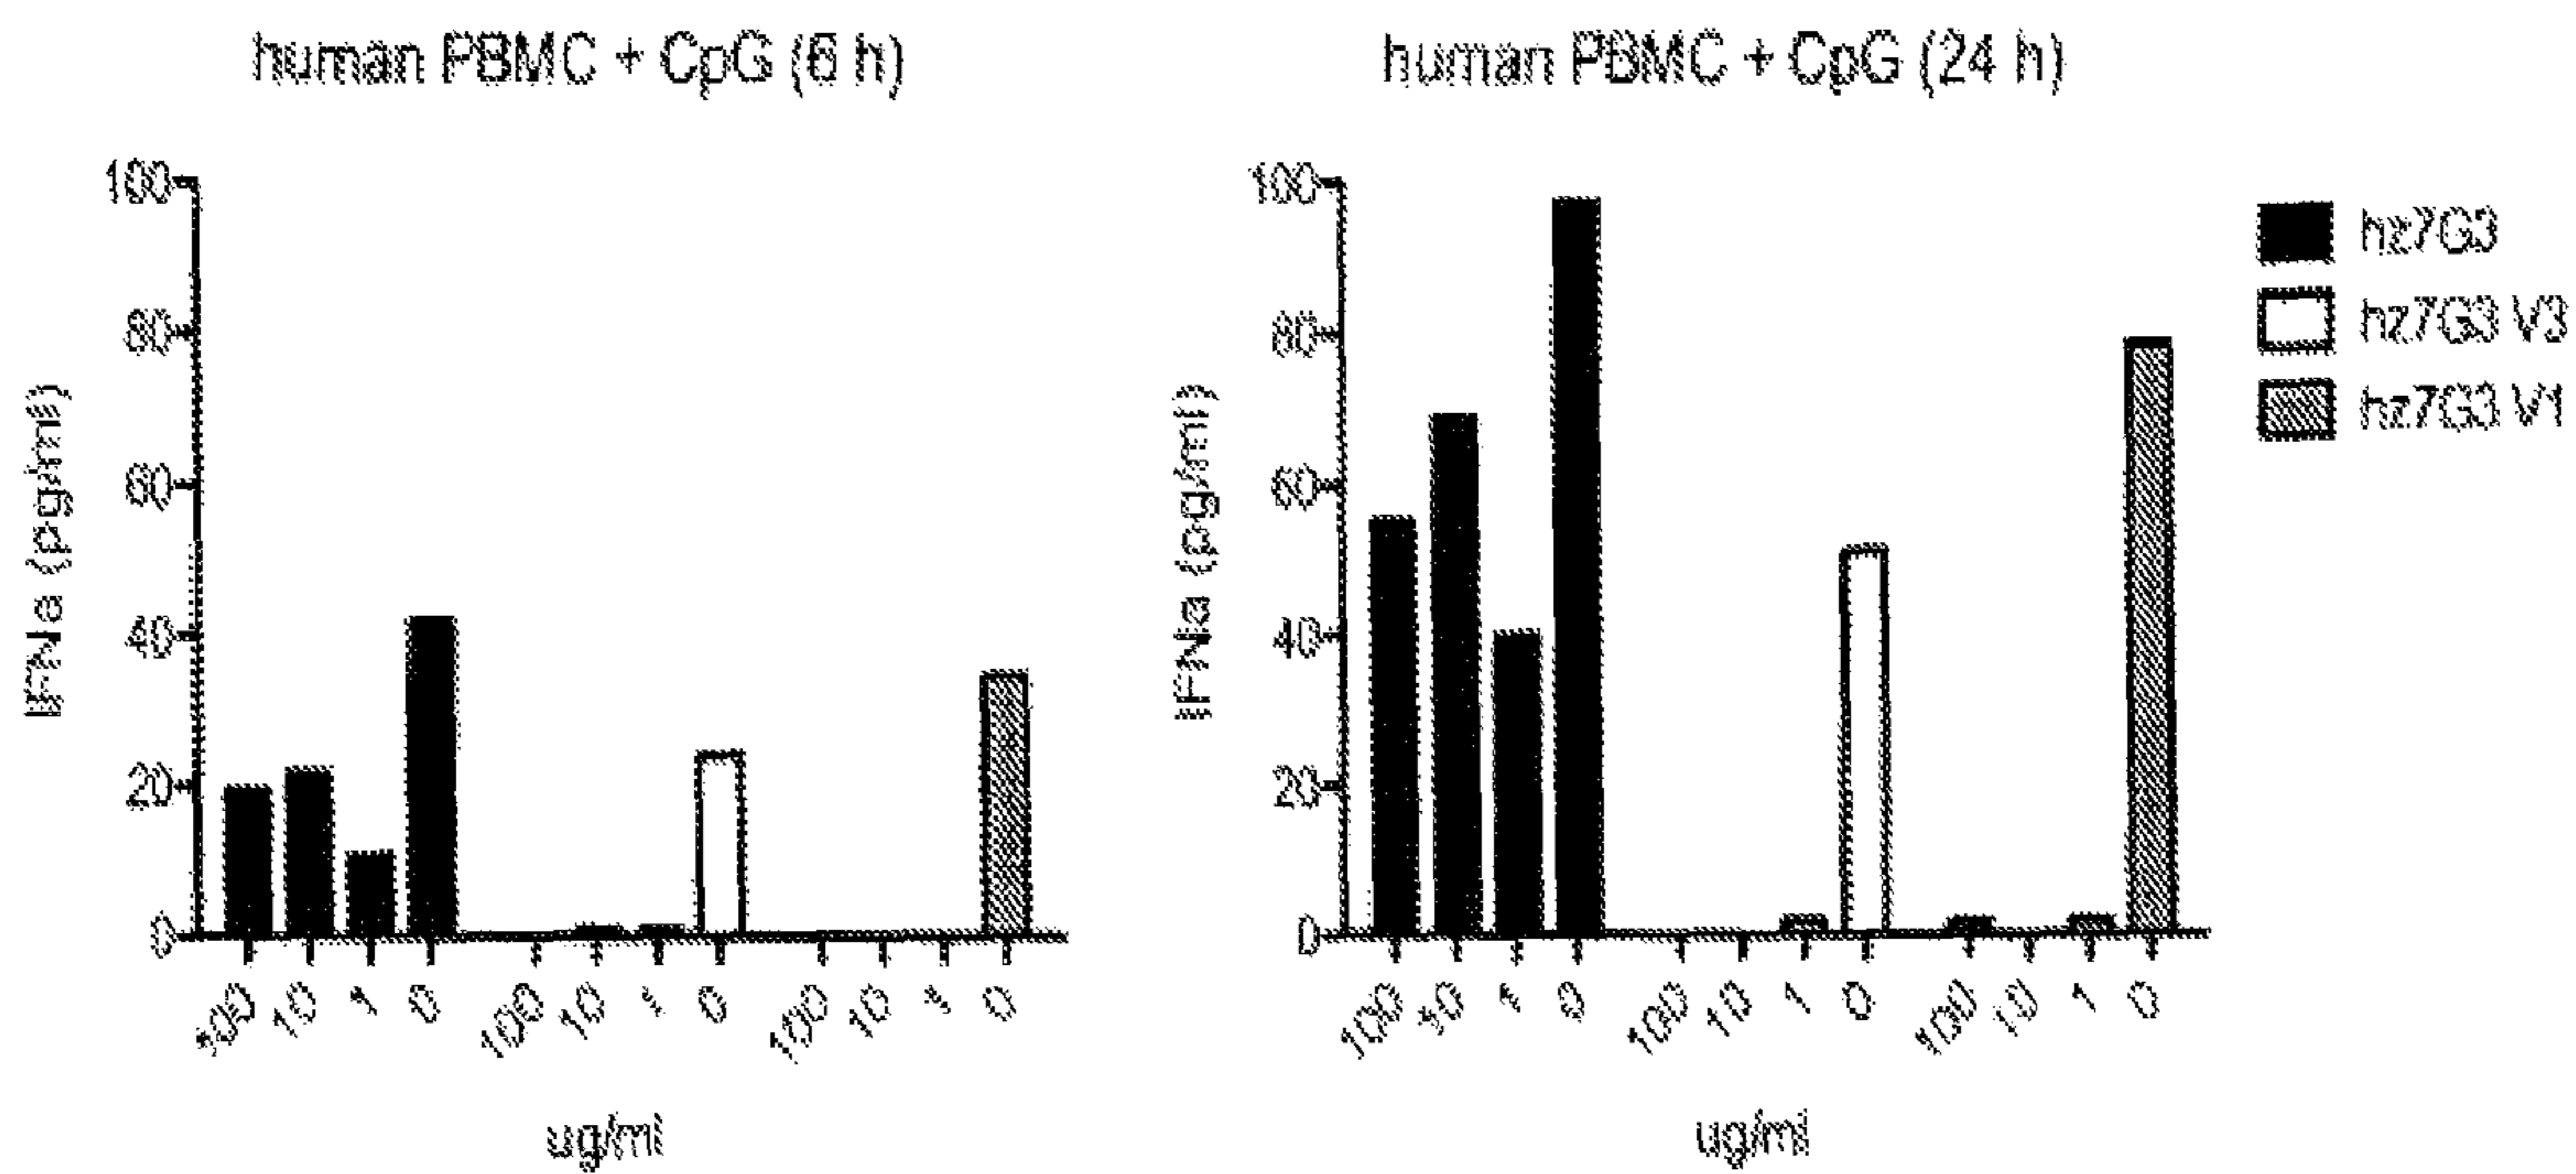 human PBMC + CpG (6 h)
IFNa (pg/ml)
100
80
60
40
20
0
100 10 1 0 100 10 1 0 100 10 1 0
ug/ml
human PBMC + CpG (24 h)
IFNa (pg/ml)
100
80
60
40
20
0
100 10 1 0 100 10 1 0 100 10 1 0
ug/ml
hz7G3
hz7G3 V3
hz7G3 V1